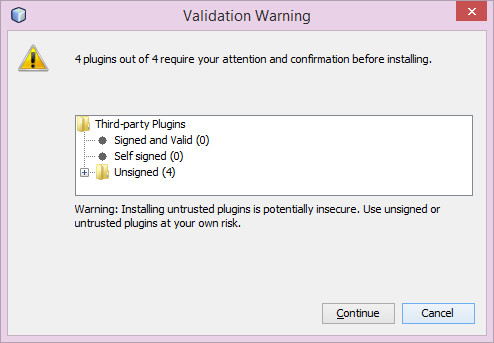 Validation Warning
4 plugins out of 4 require your attention and confirmation before installing.
Third-party Plugins
Signed and Valid (0)
Self signed (0)
Unsigned (4)
Warning: Installing untrusted plugins is potentially insecure. Use unsigned or
untrusted plugins at your own risk.
Continue
Cancel